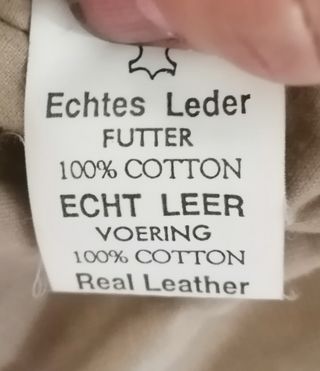 Echtes Leder
FUTTER
100% COTTON
ECHT LEER
VOERING
100% COTTON
Real Leather